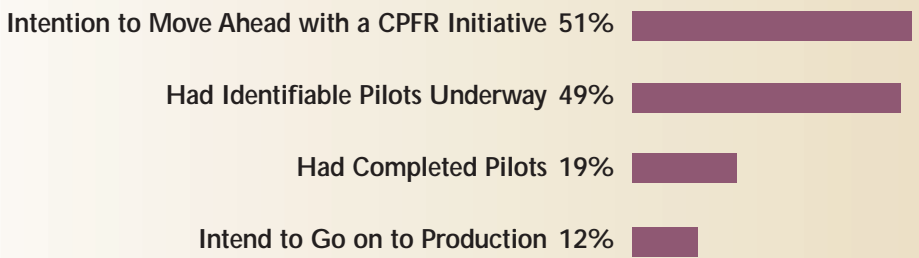 Intention to Move Ahead with a CPFR Initiative 51%
Had Identifiable Pilots Underway 49%
Had Completed Pilots 19%
Intend to Go on to Production 12%